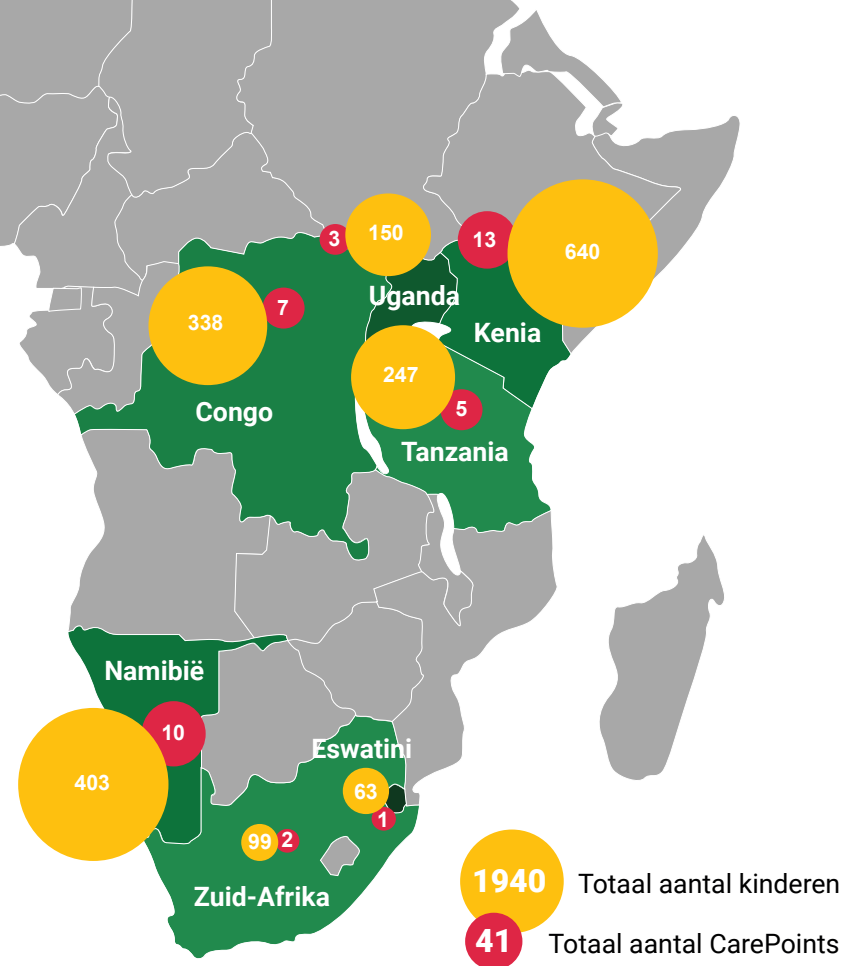 3
150
13
640
Uganda
338
7
Kenia
247
5
Congo
Tanzania
Namibië
10
403
Eswatini
63
1
99
2
Zuid-Afrika
1940 Totaal aantal kinderen
41 Totaal aantal CarePoints